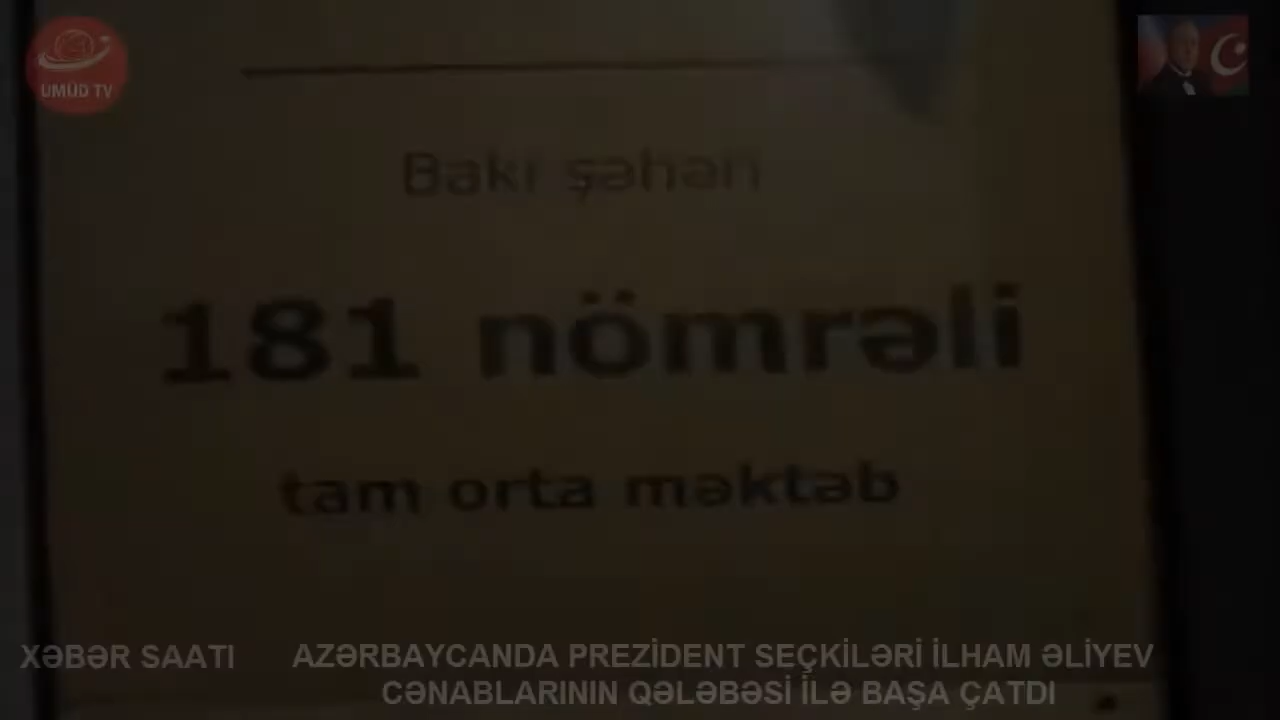 UMÜD TV
Bakı şəhəri
181 nömrəli
tam orta məktəb
XƏBƏR SAATI
AZƏRBAYCANDA PREZİDENT SEÇKİLƏRİ İLHAM ƏLİYEV
CƏNABLARININ QƏLƏBƏSİ İLƏ BAŞA ÇATDI